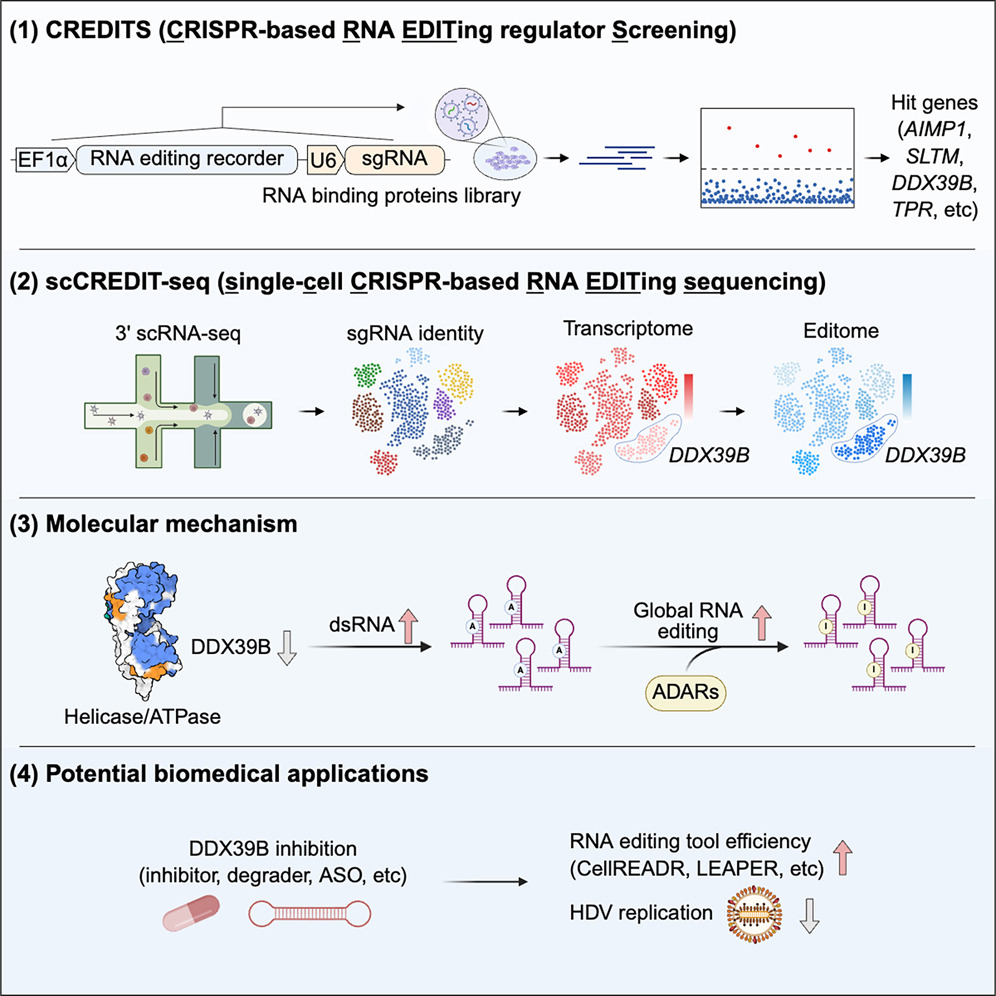 (1) CREDITS (CRISPR-based RNA EDITing regulator Screening)
EF1α
RNA editing recorder
U6
sgRNA
RNA binding proteins library
Hit genes
(AIMP1,
SLTM,
DDX39B,
TPR, etc)
(2) scCREDIT-seq (single-cell CRISPR-based RNA EDITing sequencing)
3' scRNA-seq
sgRNA identity
Transcriptome
Editome
DDX39B
DDX39B
(3) Molecular mechanism
DDX39B
Helicase/ATPase
dsRNA
A
A
A
A
Global RNA
editing
ADARs
I
I
I
I
(4) Potential biomedical applications
DDX39B inhibition
(inhibitor, degrader, ASO, etc)
RNA editing tool efficiency
(CellREADR, LEAPER, etc)
HDV replication